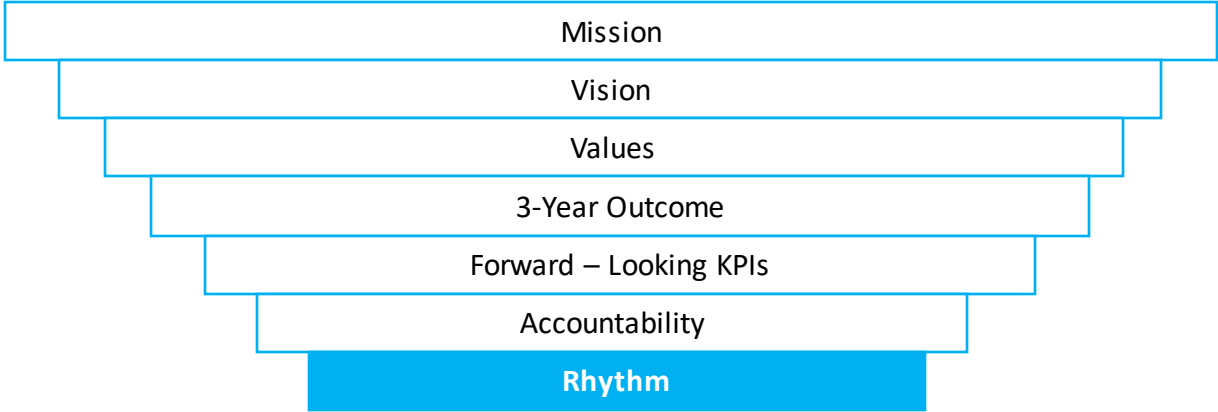 Mission
Vision
Values
3-Year Outcome
Forward – Looking KPIs
Accountability
Rhythm